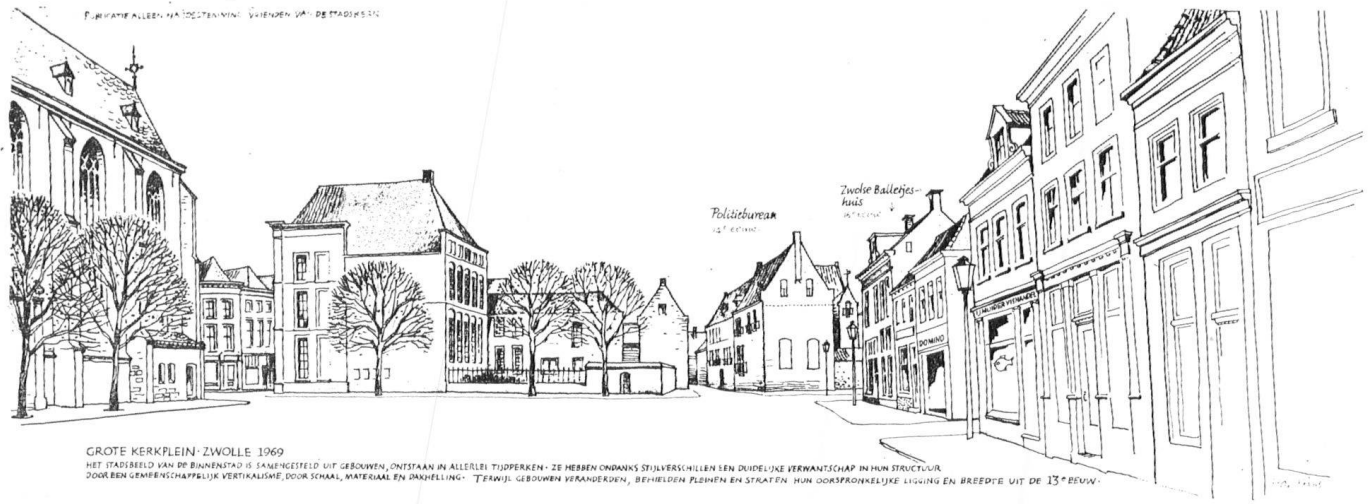 PUBLIKATIE ALLEEN NA TOESTEMMING VRIENDEN VAN DE STADSKERN
Zwolse Balletjes-
huis
Politiebureau
DOMINO
GROTE KERKPLEIN · ZWOLLE 1969
HET STADSBEELD VAN DE BINNENSTAD IS SAMENGESTELD UIT GEBOUWEN, ONTSTAAN IN ALLERLEI TIJDPERKEN · ZE HEBBEN ONDANKS STIJLVERSCHILLEN EEN DUIDELIJKE VERWANTSCHAP IN HUN STRUCTUUR
DOOR EEN GEMEENSCHAPPELIJK VERTIKALISME, DOOR SCHAAL, MATERIAAL EN DAKHELLING · TERWIJL GEBOUWEN VERANDERDEN, BEHIELDEN PLEINEN EN STRATEN HUN OORSPRONKELIJKE LIGGING EN BREEDTE UIT DE 13e EEUW ·